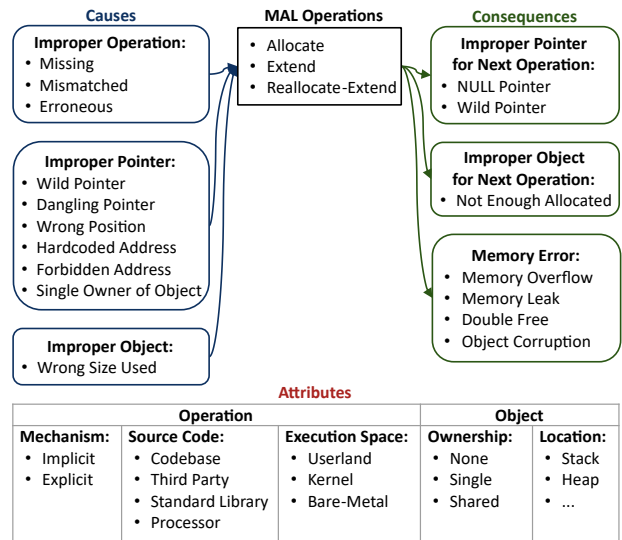 Causes
Improper Operation:
• Missing
• Mismatched
• Erroneous
Improper Pointer:
• Wild Pointer
• Dangling Pointer
• Wrong Position
• Hardcoded Address
• Forbidden Address
• Single Owner of Object
Improper Object:
• Wrong Size Used
MAL Operations
• Allocate
• Extend
• Reallocate-Extend
Consequences
Improper Pointer
for Next Operation:
• NULL Pointer
• Wild Pointer
Improper Object
for Next Operation:
• Not Enough Allocated
Memory Error:
• Memory Overflow
• Memory Leak
• Double Free
• Object Corruption
Attributes
Operation
Mechanism:
• Implicit
• Explicit
Source Code:
• Codebase
• Third Party
• Standard Library
• Processor
Execution Space:
• Userland
• Kernel
• Bare-Metal
Object
Ownership:
• None
• Single
• Shared
Location:
• Stack
• Heap
• ...